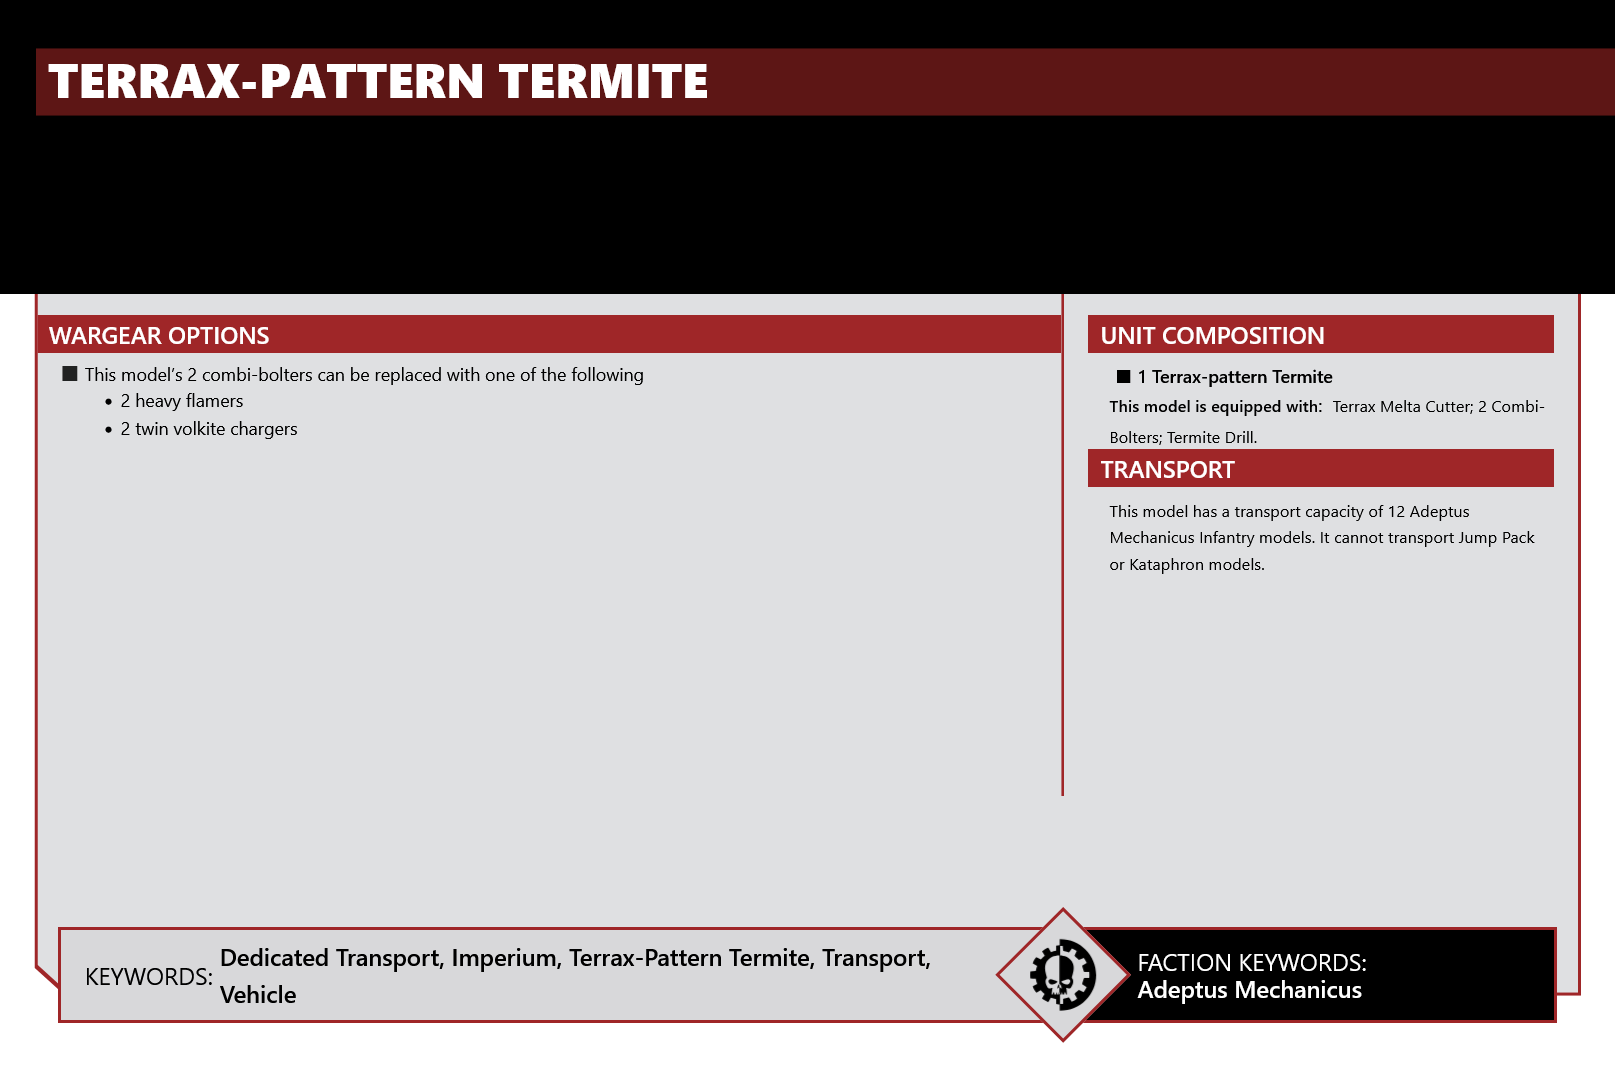 TERRAX-PATTERN TERMITE
WARGEAR OPTIONS
■ This model's 2 combi-bolters can be replaced with one of the following
• 2 heavy flamers
• 2 twin volkite chargers
UNIT COMPOSITION
■ 1 Terrax-pattern Termite
This model is equipped with: Terrax Melta Cutter; 2 Combi-
Bolters; Termite Drill.
TRANSPORT
This model has a transport capacity of 12 Adeptus
Mechanicus Infantry models. It cannot transport Jump Pack
or Kataphron models.
KEYWORDS: Dedicated Transport, Imperium, Terrax-Pattern Termite, Transport,
Vehicle
FACTION KEYWORDS:
Adeptus Mechanicus